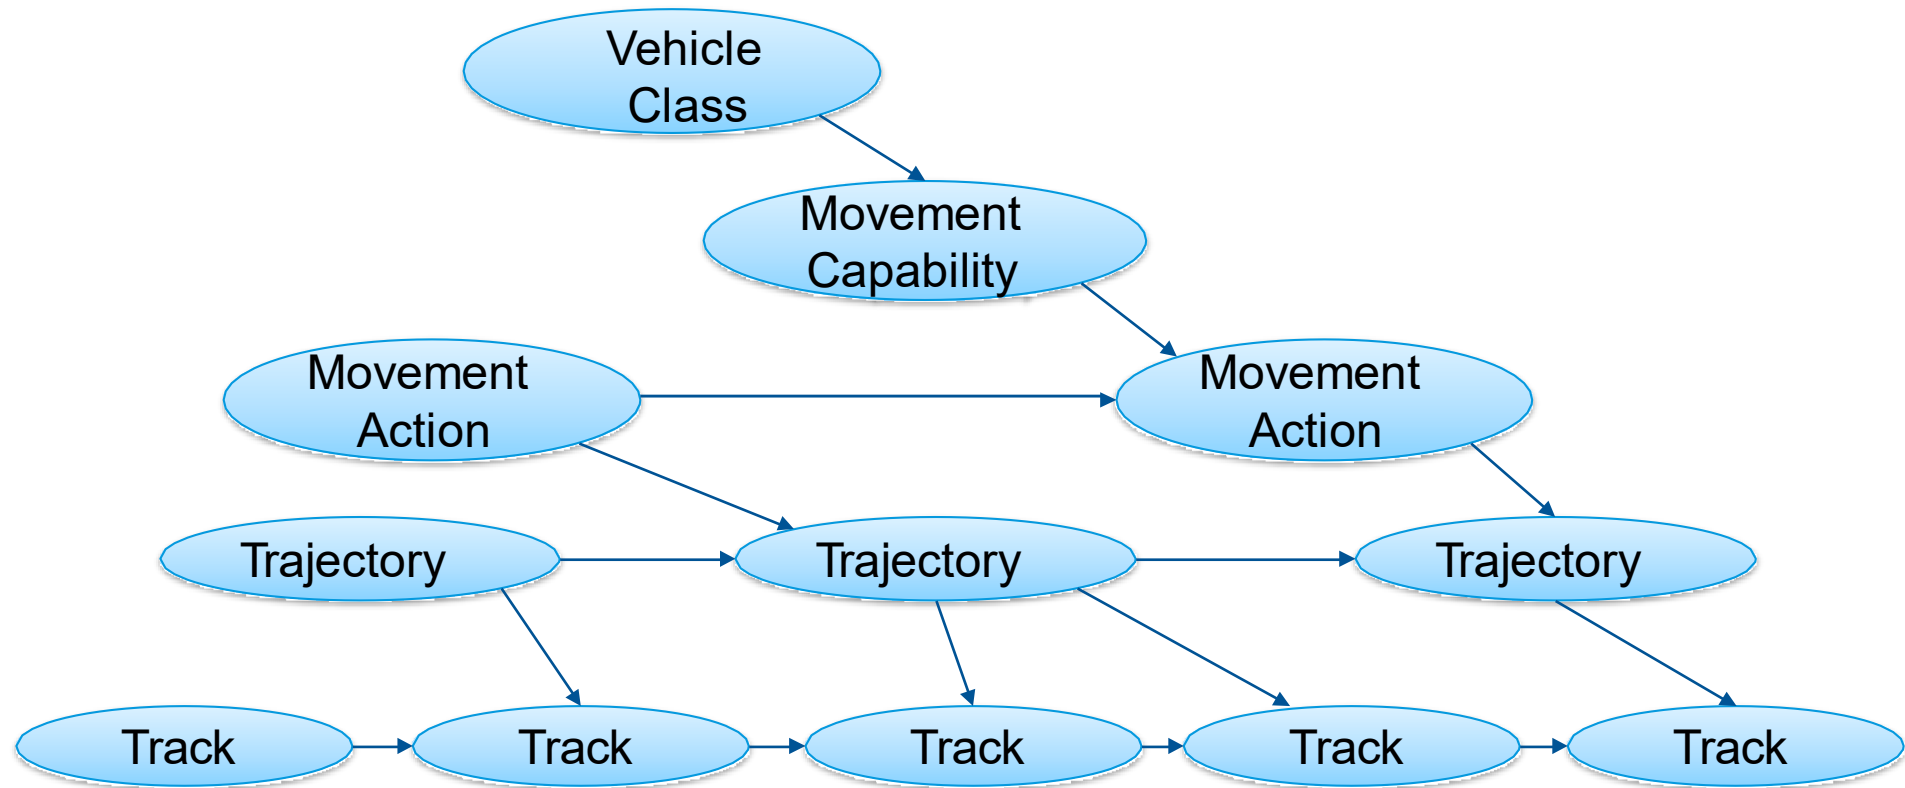 Vehicle
Class
Movement
Capability
Movement
Action
Movement
Action
Trajectory
Trajectory
Trajectory
Track
Track
Track
Track
Track